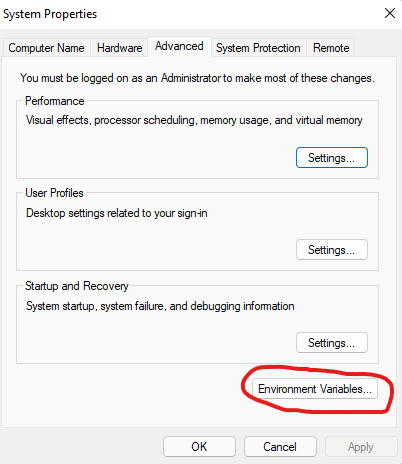 System Properties
Computer Name Hardware Advanced System Protection Remote
You must be logged on as an Administrator to make most of these changes.
Performance
Visual effects, processor scheduling, memory usage, and virtual memory
Settings...
User Profiles
Desktop settings related to your sign-in
Settings...
Startup and Recovery
System startup, system failure, and debugging information
Settings...
Environment Variables...
OK Cancel Apply